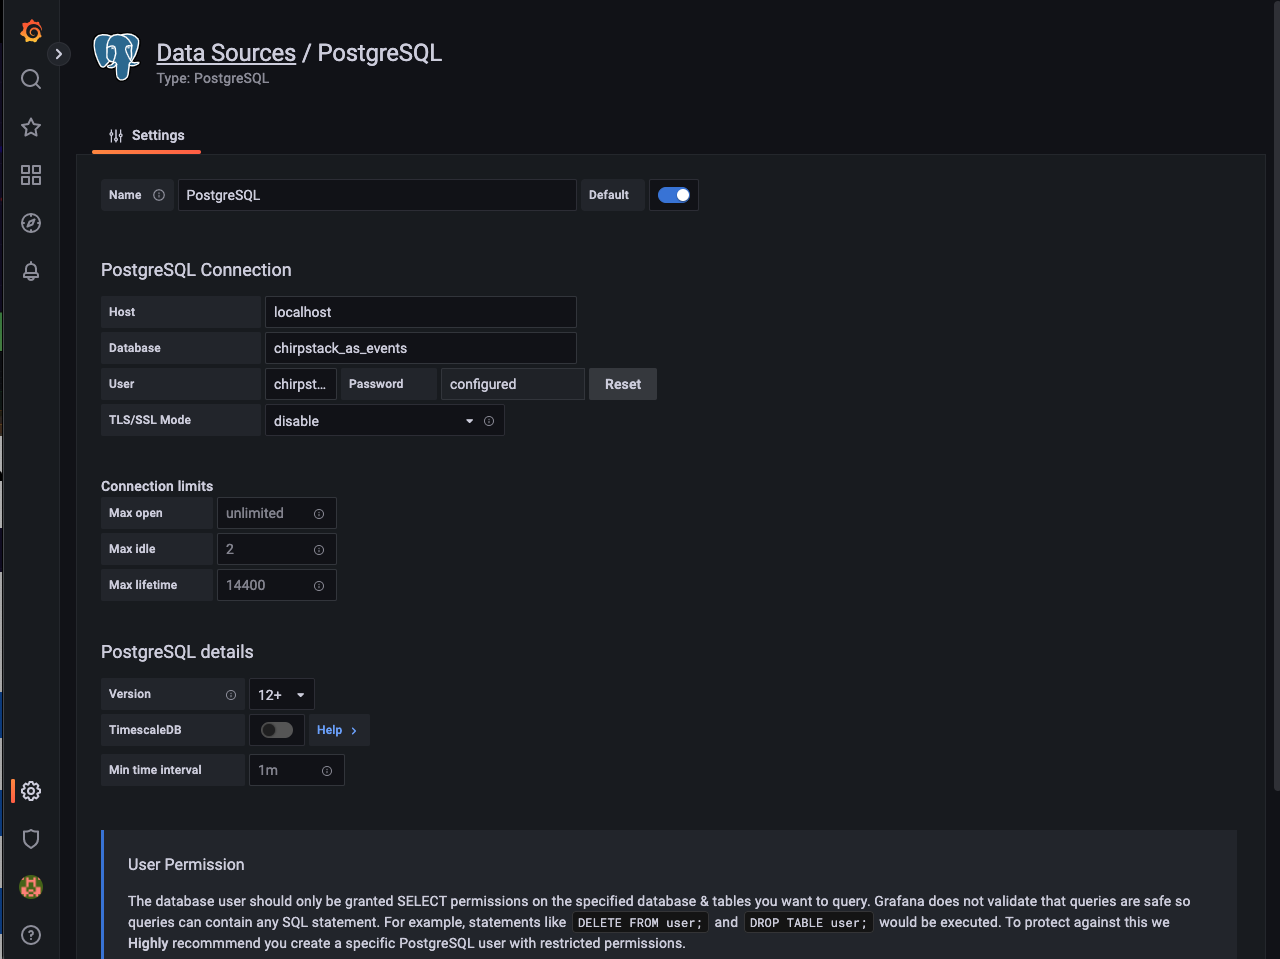 Data Sources / PostgreSQL
Type: PostgreSQL
Settings
Name PostgreSQL Default
PostgreSQL Connection
Host localhost
Database chirpstack_as_events
User chirpst... Password configured Reset
TLS/SSL Mode disable
Connection limits
Max open unlimited
Max idle 2
Max lifetime 14400
PostgreSQL details
Version 12+
TimescaleDB Help
Min time interval 1m
User Permission
The database user should only be granted SELECT permissions on the specified database & tables you want to query. Grafana does not validate that queries are safe so
queries can contain any SQL statement. For example, statements like DELETE FROM user; and DROP TABLE user; would be executed. To protect against this we
Highly recommmend you create a specific PostgreSQL user with restricted permissions.